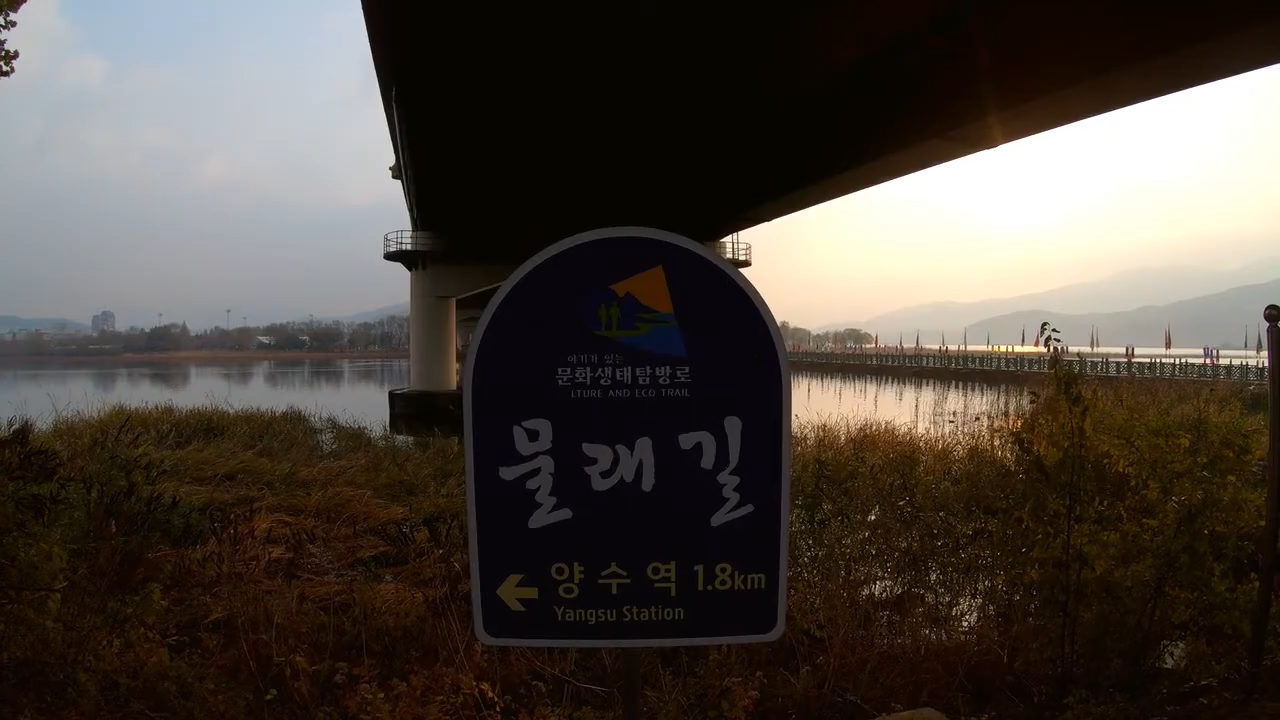 이야기가 있는
문화생태탐방로
LTURE AND ECO TRAIL
물래길
양수역 1.8km
Yangsu Station